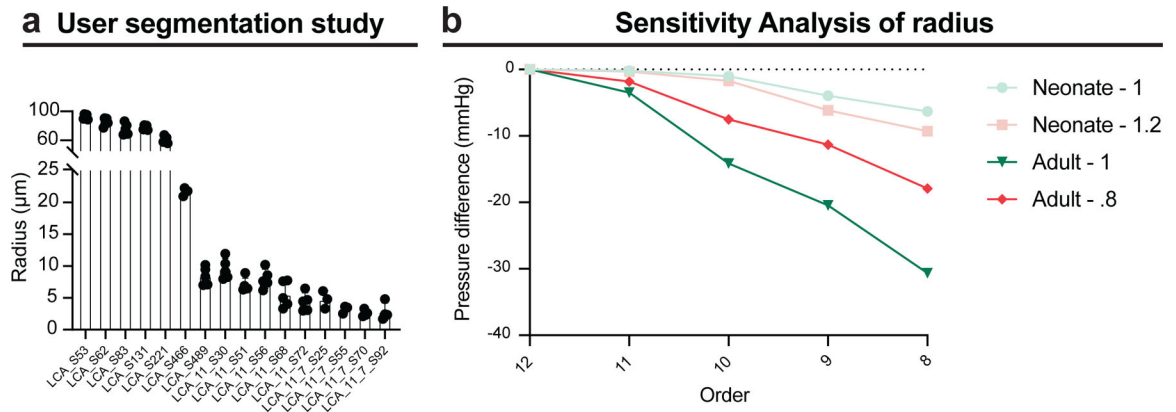 a User segmentation study
100
60
25
20
15
10
5
0
Radius (µm)
LCA_S53
LCA_S62
LCA_S83
LCA_S131
LCA_S221
LCA_S466
LCA_S489
LCA_11_S30
LCA_11_S51
LCA_11_S56
LCA_11_S68
LCA_11_S72
LCA_11_7_S25
LCA_11_7_S55
LCA_11_7_S70
LCA_11_7_S92
b Sensitivity Analysis of radius
0
-10
-20
-30
-40
Pressure difference (mmHg)
12
11
10
9
8
Order
Neonate - 1
Neonate - 1.2
Adult - 1
Adult - .8